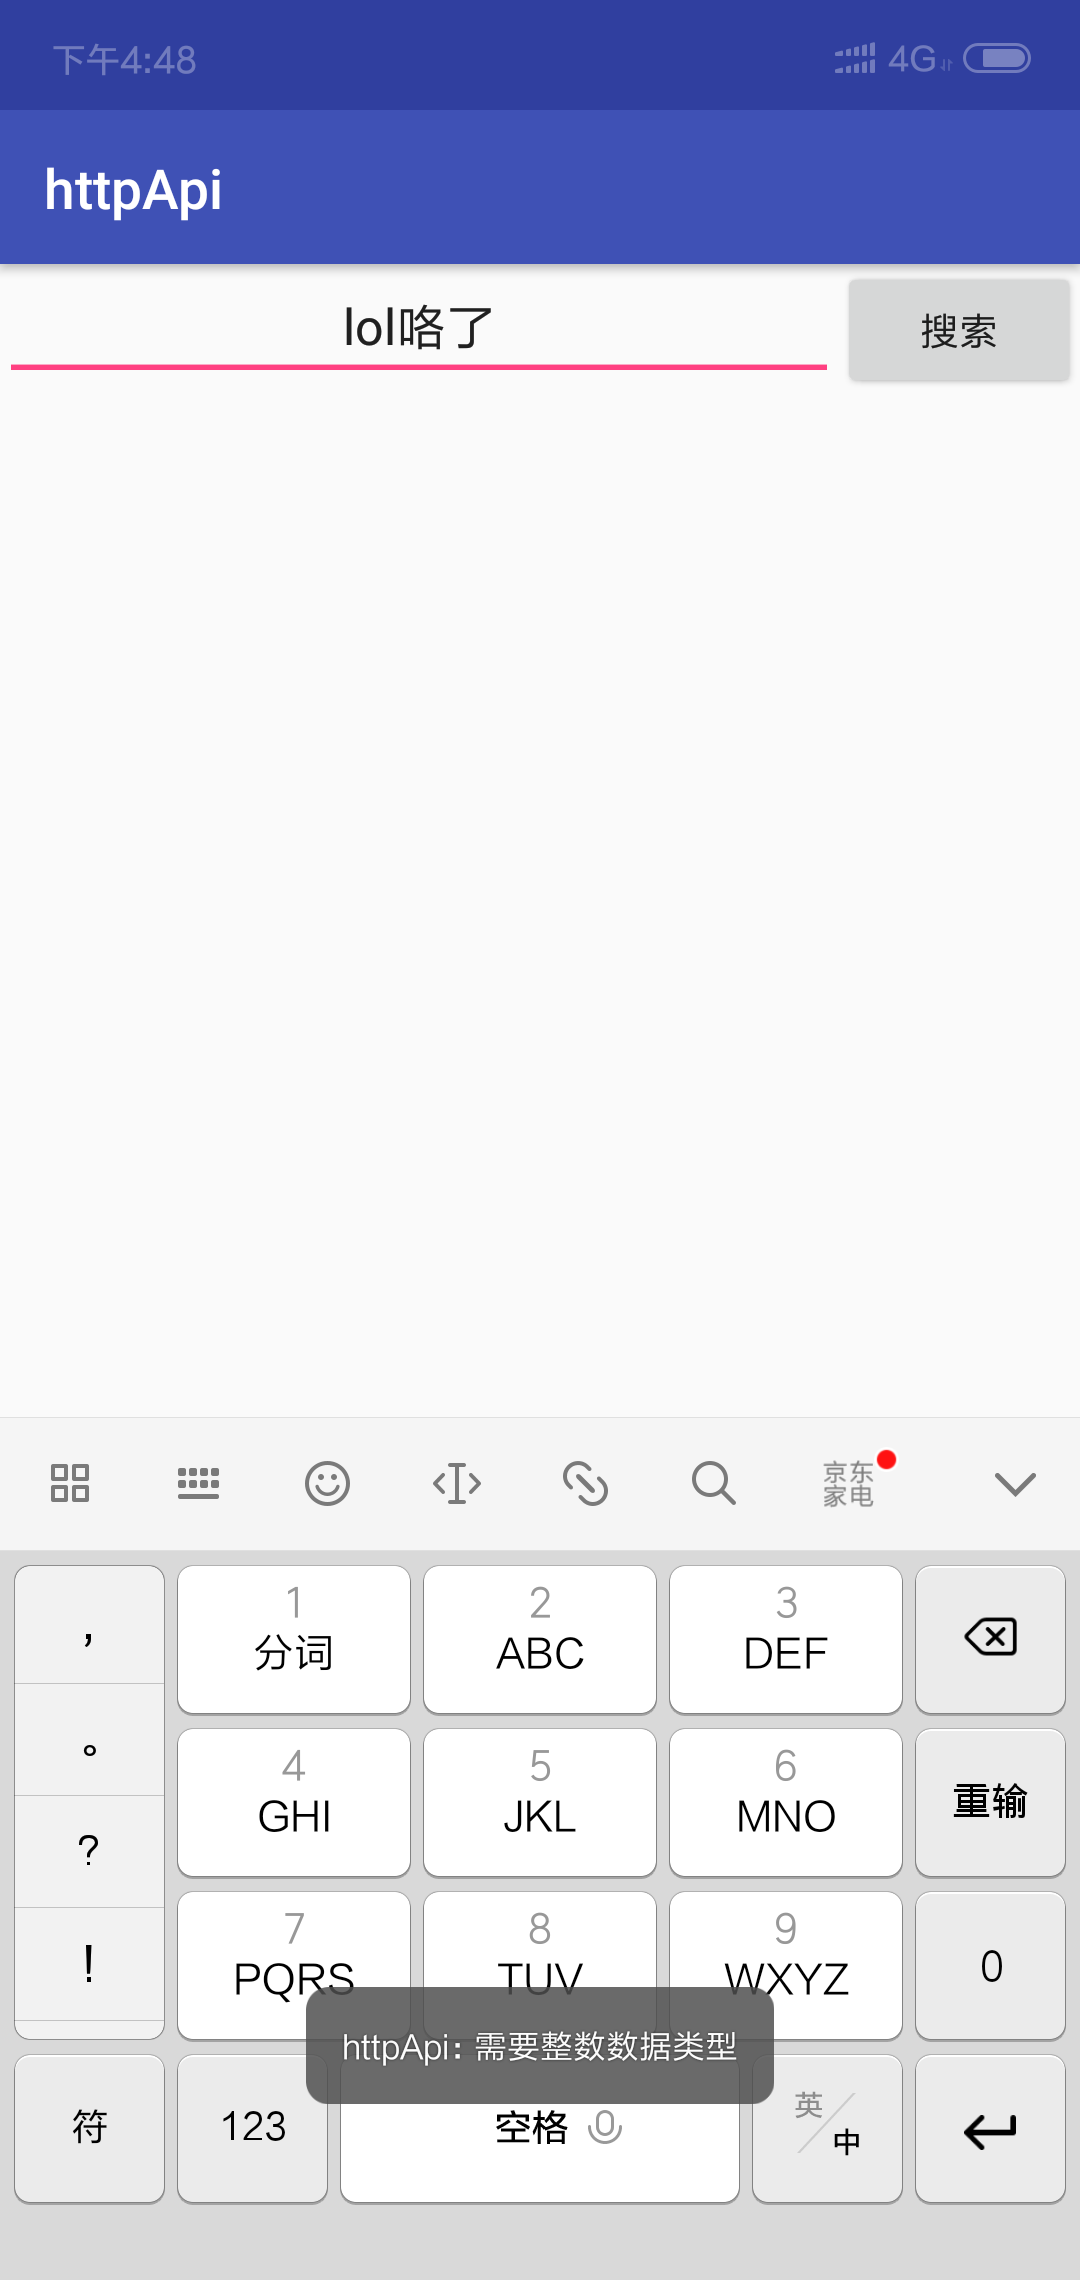 下午4:48
4G
httpApi
lol咯了
搜索
京东
家电
,
。
?
!
1
分词
2
ABC
3
DEF
4
GHI
5
JKL
6
MNO
重输
7
PQRS
8
TUV
9
WXYZ
0
httpApi：需要整数数据类型
符
123
空格
英
中